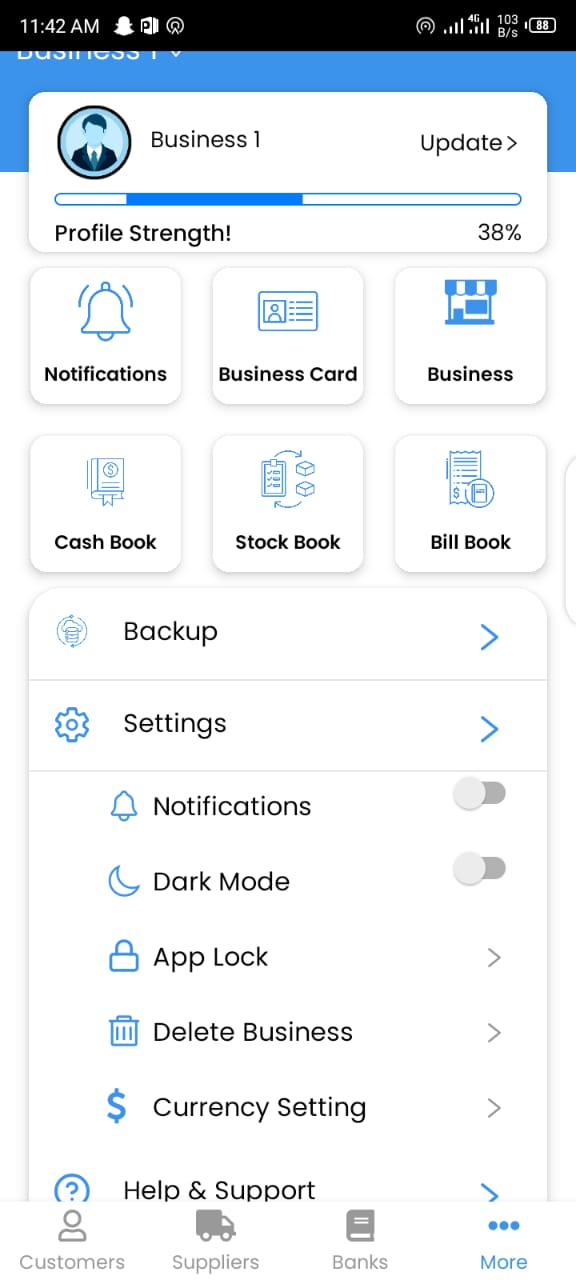 11:42 AM
4G
103
B/s
88
Business 1
Business 1
Update >
Profile Strength!
38%
Notifications
Business Card
Business
Cash Book
Stock Book
Bill Book
Backup
Settings
Notifications
Dark Mode
App Lock
Delete Business
Currency Setting
Help & Support
Customers
Suppliers
Banks
More